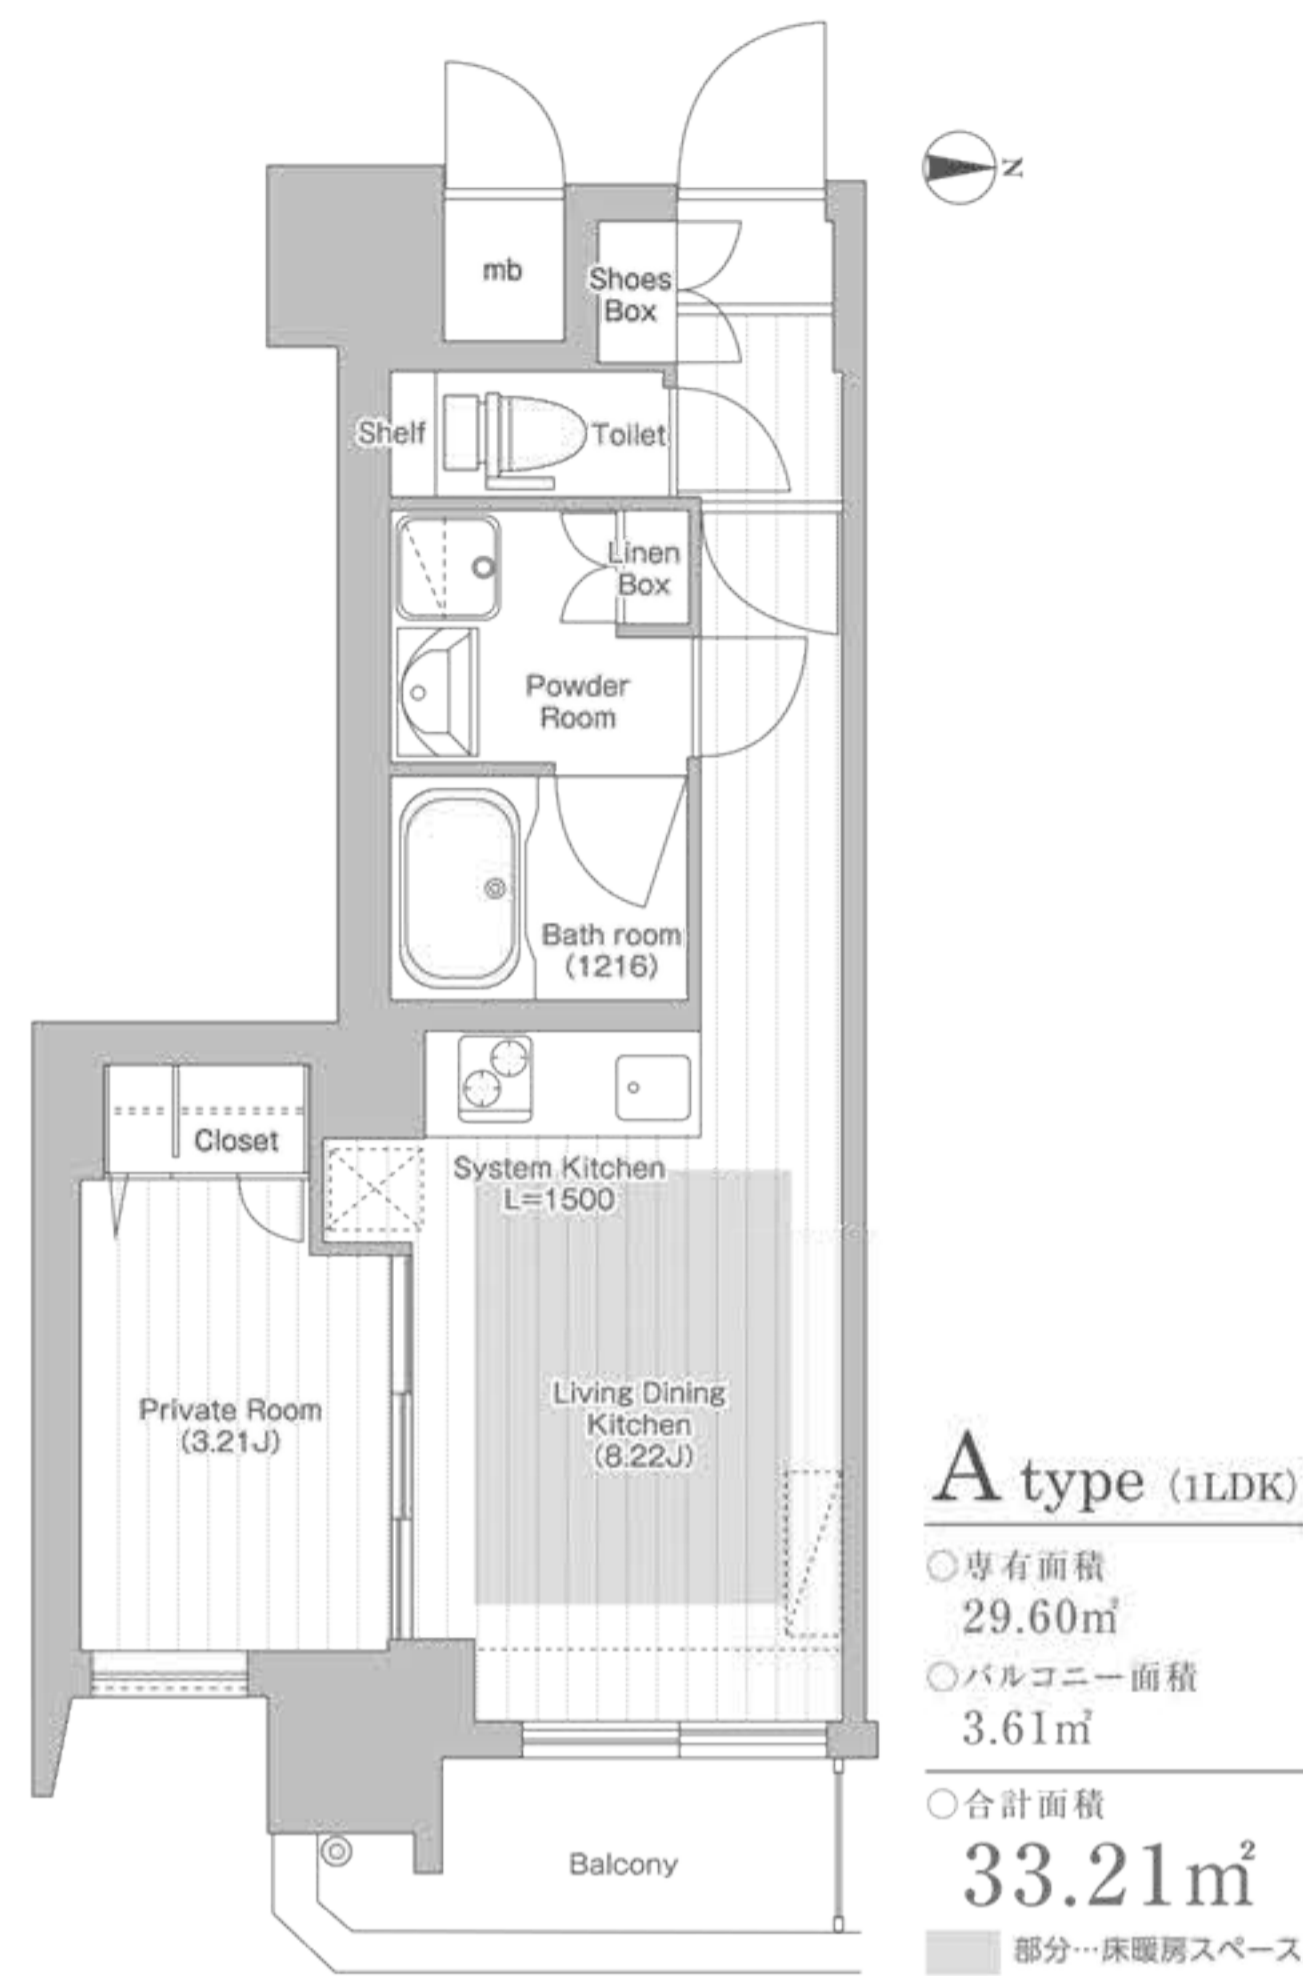 N
mb
Shoes
Box
Shelf
Toilet
Linen
Box
Powder
Room
Bath room
(1216)
Closet
System Kitchen
L=1500
Private Room
(3.21J)
Living Dining
Kitchen
(8.22J)
Balcony
A type (1LDK)
○専有面積
29.60㎡
○バルコニー面積
3.61㎡
○合計面積
33.21㎡
部分…床暖房スペース